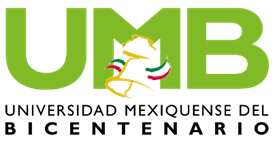 UMB
UNIVERSIDAD MEXIQUENSE DEL
BICENTENARIO